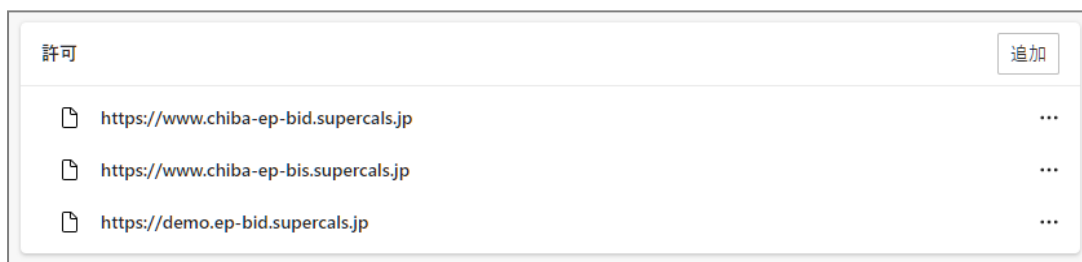 許可
追加
https://www.chiba-ep-bid.supercals.jp
https://www.chiba-ep-bis.supercals.jp
https://demo.ep-bid.supercals.jp